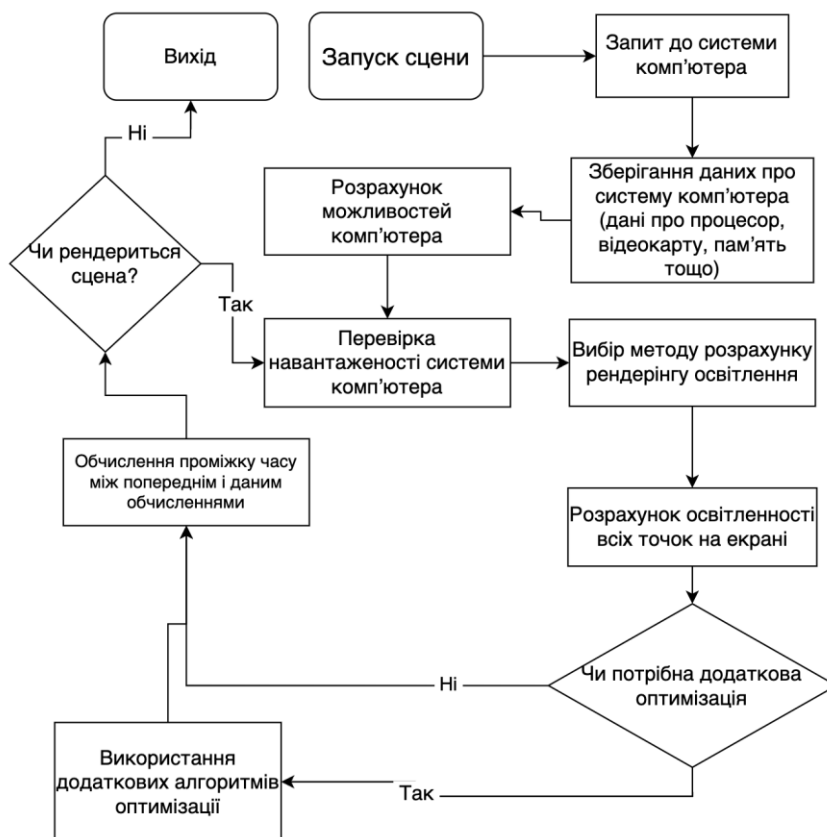 Вихід
Запуск сцени
Запит до системи
комп'ютера
Ні
Зберігання даних про
систему комп'ютера
(дані про процесор,
відеокарту, пам'ять
тощо)
Розрахунок
можливостей
комп'ютера
Чи рендериться
сцена?
Так
Перевірка
навантаженості системи
комп'ютера
Вибір методу розрахунку
рендерінгу освітлення
Обчислення проміжку часу
між попереднім і даним
обчисленнями
Розрахунок освітленності
всіх точок на екрані
Чи потрібна додаткова
оптимізація
Ні
Використання
додаткових алгоритмів
оптимізації
Так